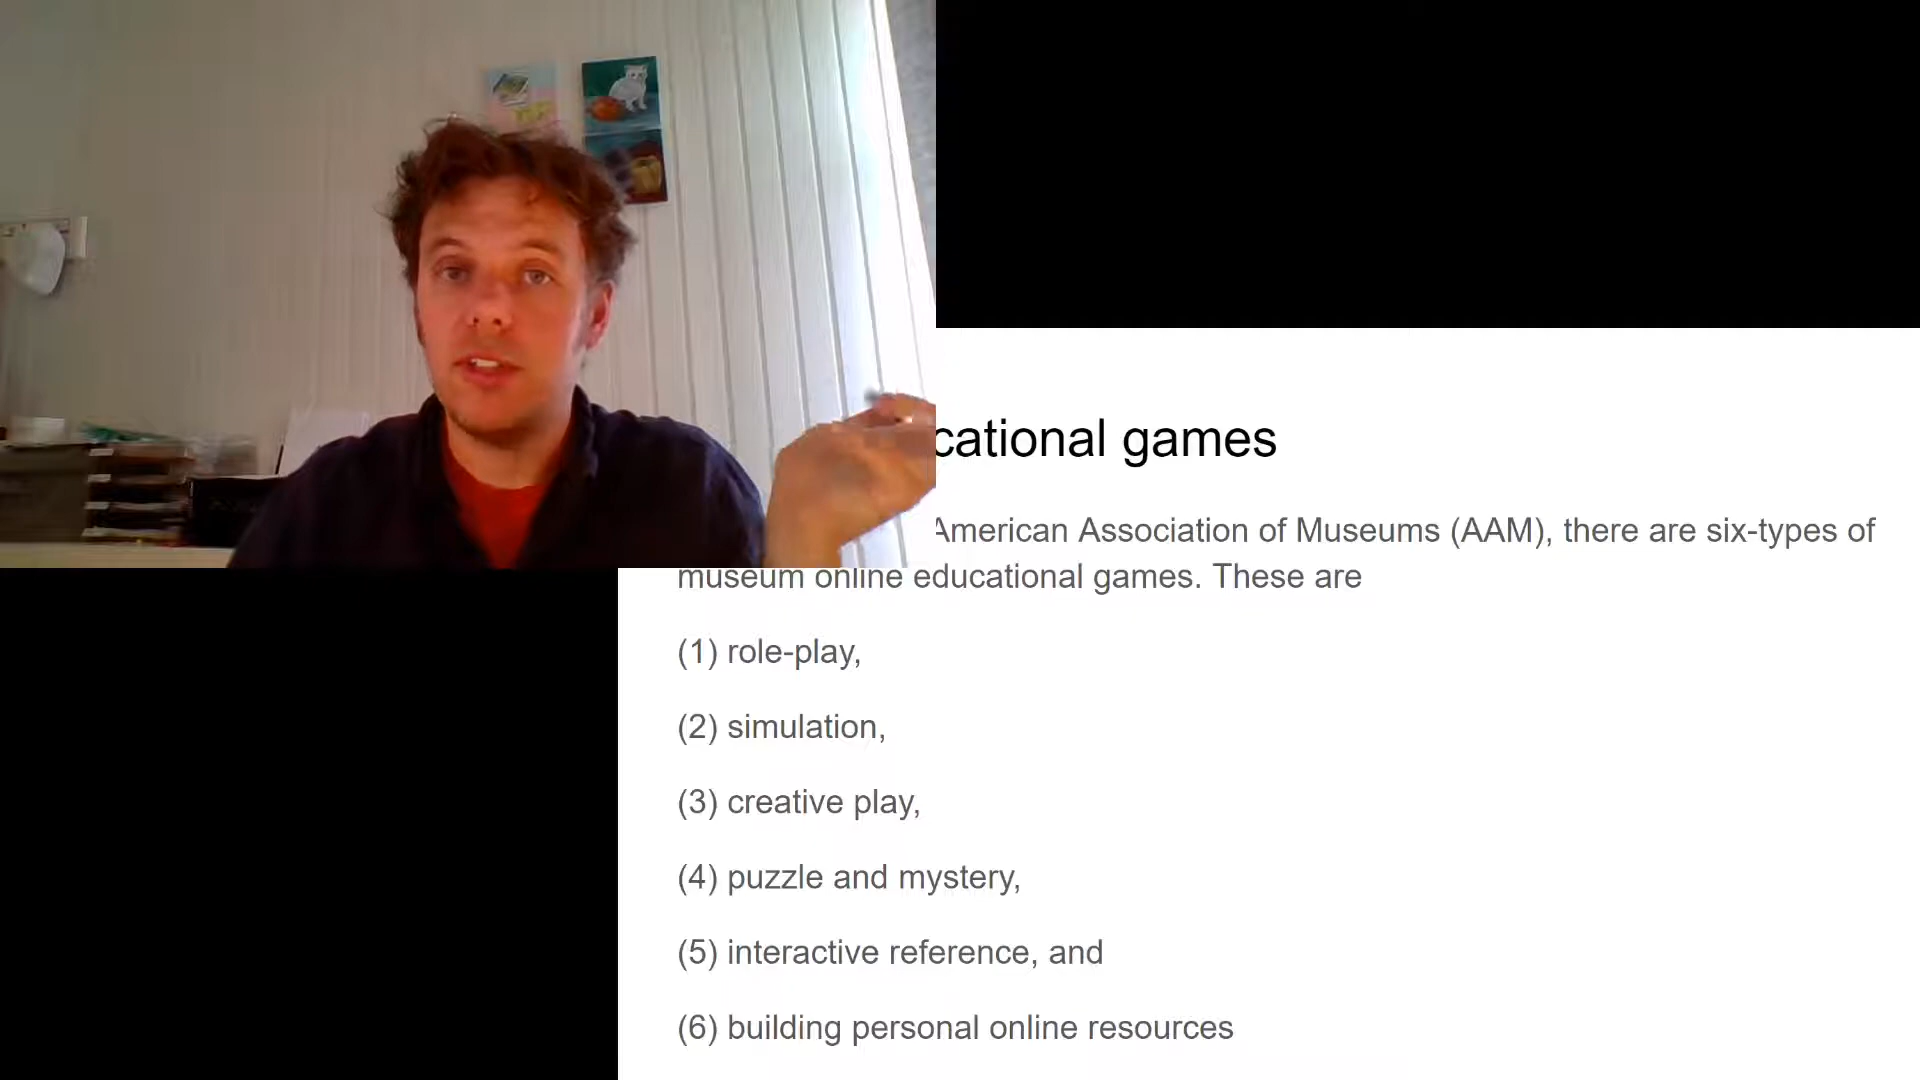 cational games
American Association of Museums (AAM), there are six-types of
museum online educational games. These are
(1) role-play,
(2) simulation,
(3) creative play,
(4) puzzle and mystery,
(5) interactive reference, and
(6) building personal online resources